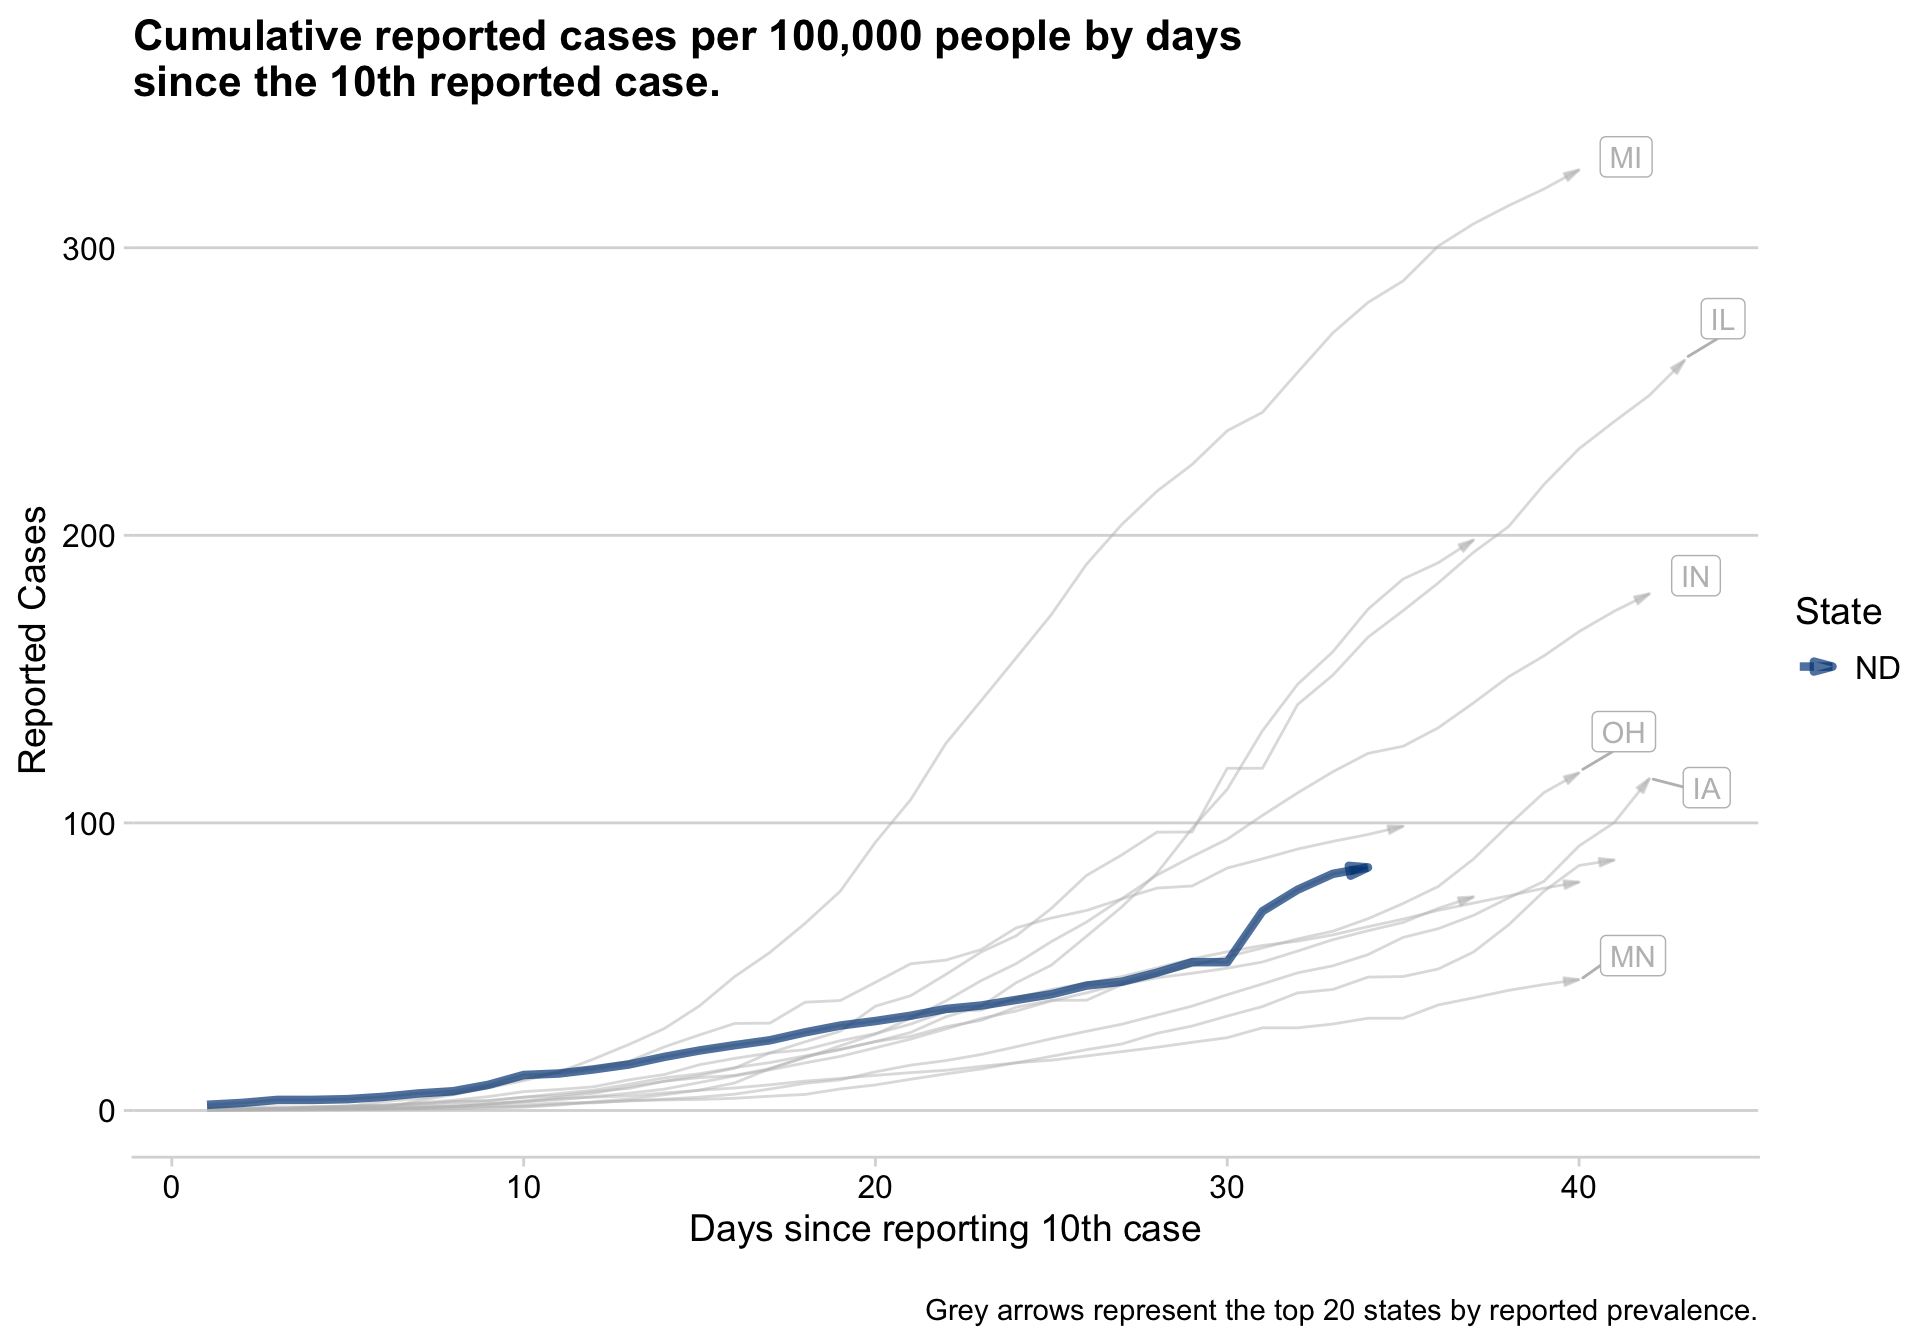 Cumulative reported cases per 100,000 people by days
since the 10th reported case.
MI
300
IL
200
IN
Reported Cases
State
ND
OH
IA
100
MN
0
0 10 20 30 40
Days since reporting 10th case
Grey arrows represent the top 20 states by reported prevalence.